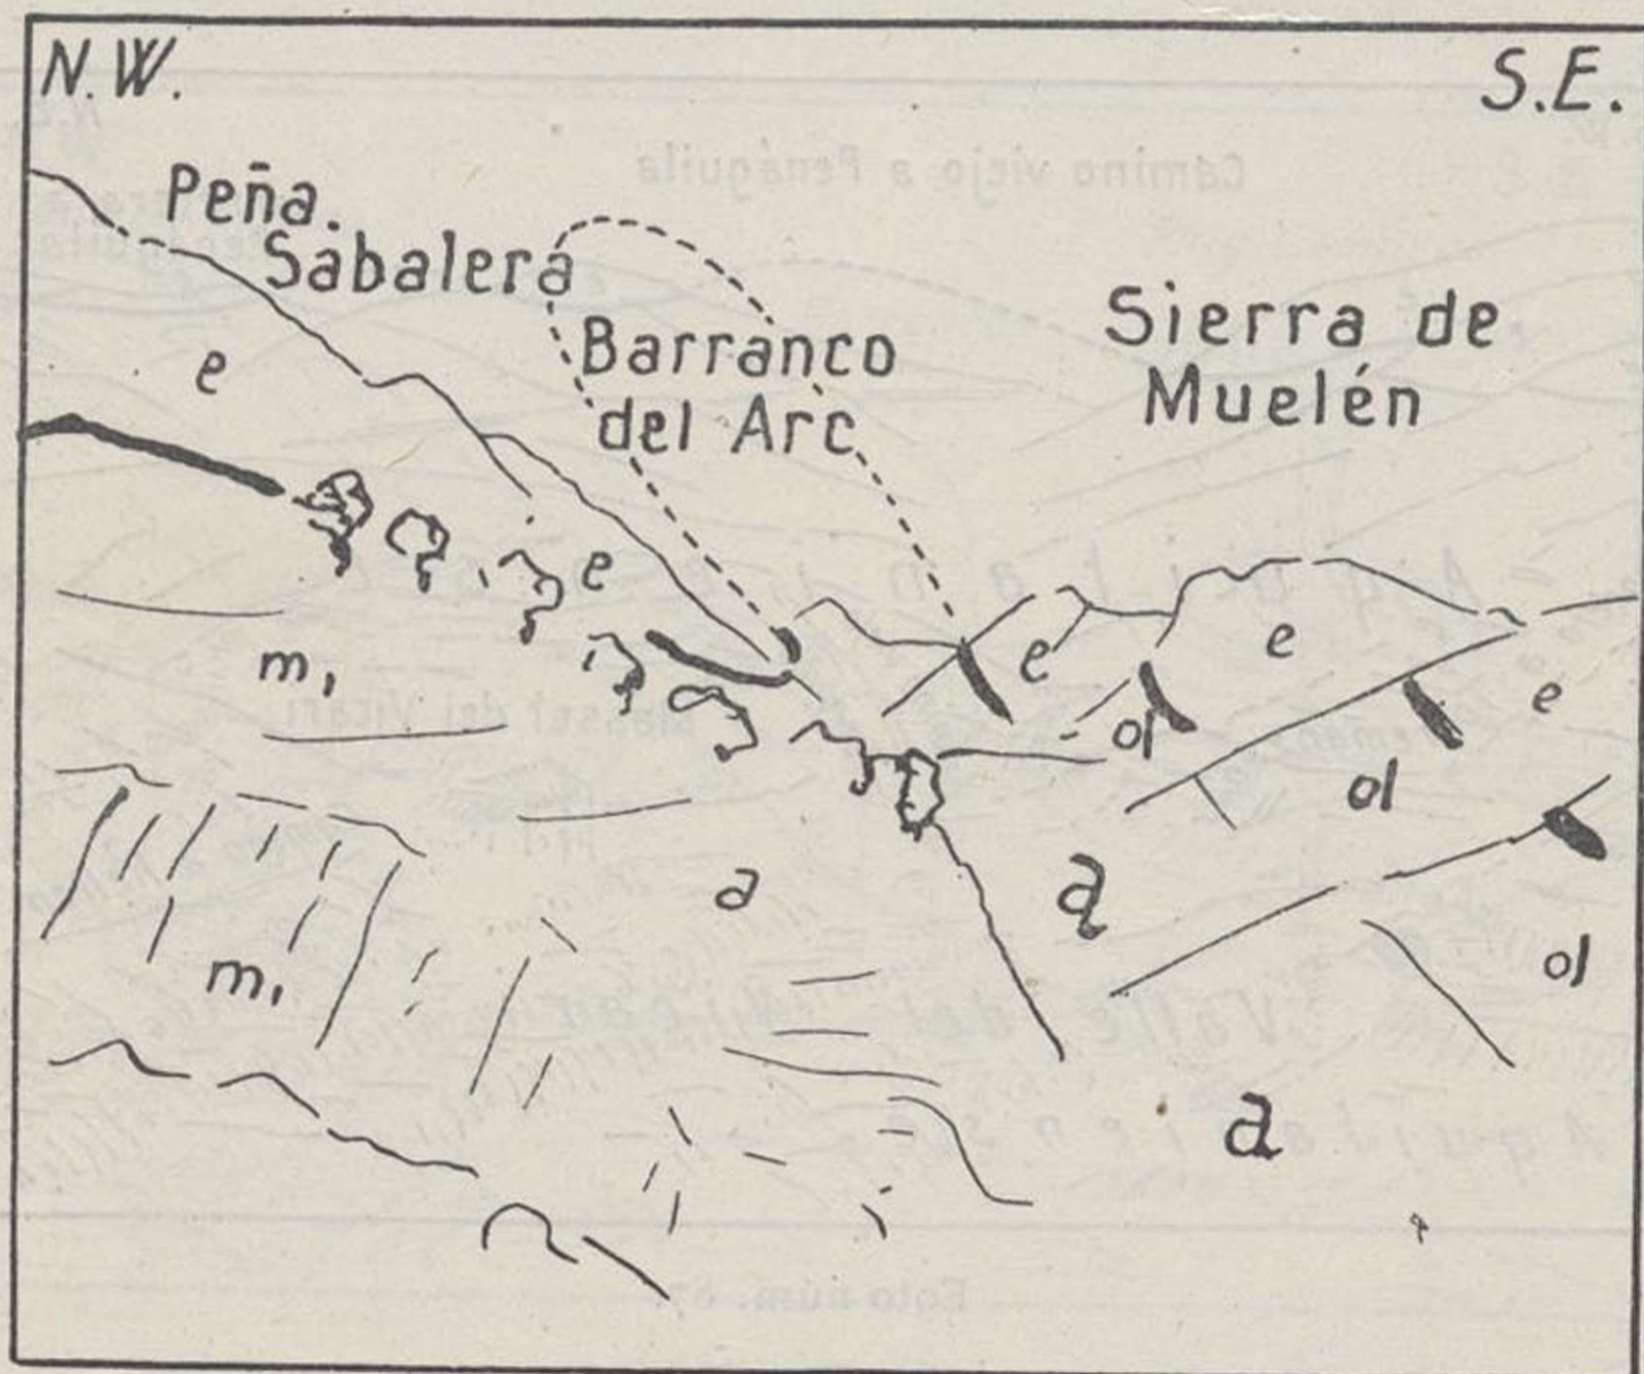 N.W.
S.E.
Peña.
Sabalera
Barranco
del Arc
Sierra de
Muelén
e
e
e
e
e
m,
ol
ol
a
a
m,
ol
a